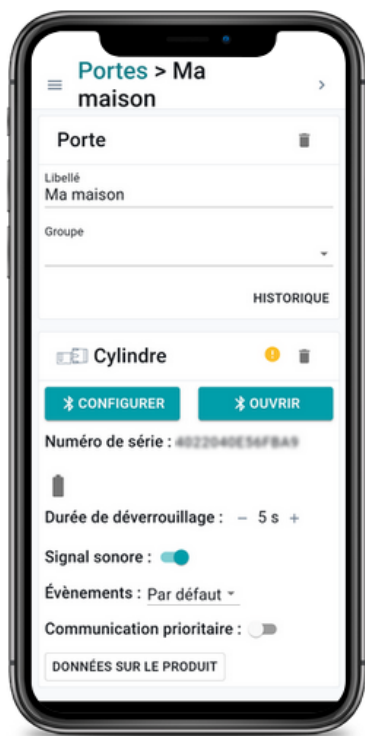 Portes > Ma
maison
Porte
Libellé
Ma maison
Groupe
HISTORIQUE
Cylindre
CONFIGURER OUVRIR
Numéro de série :
Durée de déverrouillage : − 5 s +
Signal sonore :
Évènements : Par défaut
Communication prioritaire :
DONNÉES SUR LE PRODUIT